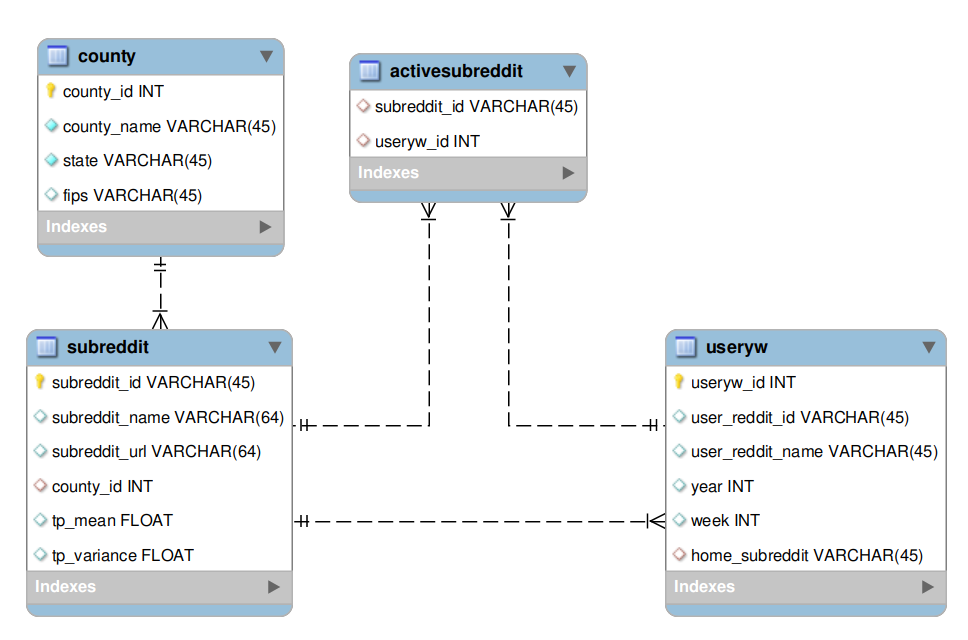 county
county_id INT
county_name VARCHAR(45)
state VARCHAR(45)
fips VARCHAR(45)
Indexes
activesubreddit
subreddit_id VARCHAR(45)
useryw_id INT
Indexes
subreddit
subreddit_id VARCHAR(45)
subreddit_name VARCHAR(64)
subreddit_url VARCHAR(64)
county_id INT
tp_mean FLOAT
tp_variance FLOAT
Indexes
useryw
useryw_id INT
user_reddit_id VARCHAR(45)
user_reddit_name VARCHAR(45)
year INT
week INT
home_subreddit VARCHAR(45)
Indexes